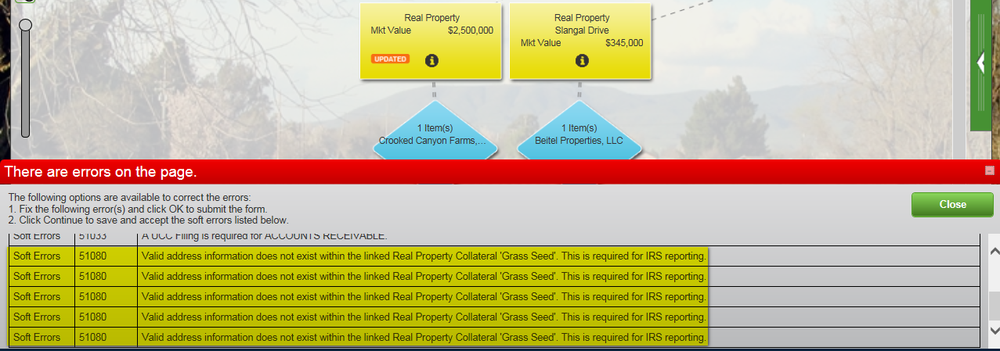 Real Property
Mkt Value $2,500,000
UPDATED
Real Property
Slangal Drive
Mkt Value $345,000
1 Item(s)
Crooked Canyon Farms,...
1 Item(s)
Beitel Properties, LLC
There are errors on the page.
The following options are available to correct the errors:
1. Fix the following error(s) and click OK to submit the form.
2. Click Continue to save and accept the soft errors listed below.
Close
Soft Errors 51033 A UCC Filing is required for ACCOUNTS RECEIVABLE.
Soft Errors 51080 Valid address information does not exist within the linked Real Property Collateral 'Grass Seed'. This is required for IRS reporting.
Soft Errors 51080 Valid address information does not exist within the linked Real Property Collateral 'Grass Seed'. This is required for IRS reporting.
Soft Errors 51080 Valid address information does not exist within the linked Real Property Collateral 'Grass Seed'. This is required for IRS reporting.
Soft Errors 51080 Valid address information does not exist within the linked Real Property Collateral 'Grass Seed'. This is required for IRS reporting.
Soft Errors 51080 Valid address information does not exist within the linked Real Property Collateral 'Grass Seed'. This is required for IRS reporting.